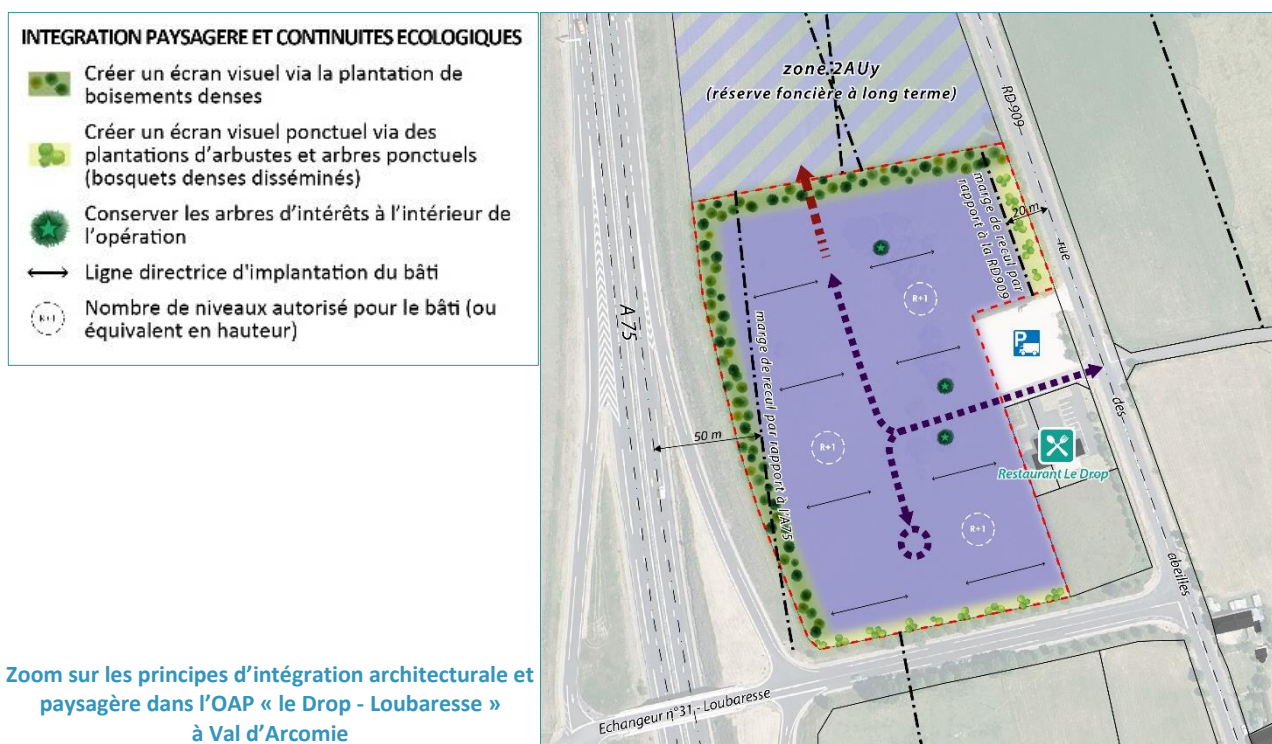 INTEGRATION PAYSAGERE ET CONTINUITES ECOLOGIQUES
Créer un écran visuel via la plantation de
boisements denses
Créer un écran visuel ponctuel via des
plantations d'arbustes et arbres ponctuels
(bosquets denses disséminés)
Conserver les arbres d'intérêts à l'intérieur de
l'opération
Ligne directrice d'implantation du bâti
R+1
Nombre de niveaux autorisé pour le bâti (ou
équivalent en hauteur)
Zoom sur les principes d'intégration architecturale et
paysagère dans l'OAP « le Drop - Loubaresse »
à Val d'Arcomie
zone 2AUy
(réserve foncière à long terme)
RD 909
marge de recul par
rapport à la RD909
20 m
rue
des
abeilles
A 75
50 m
marge de recul par rapport à l'A75
R+1
R+1
R+1
P
Restaurant Le Drop
Echangeur n°31 - Loubaresse